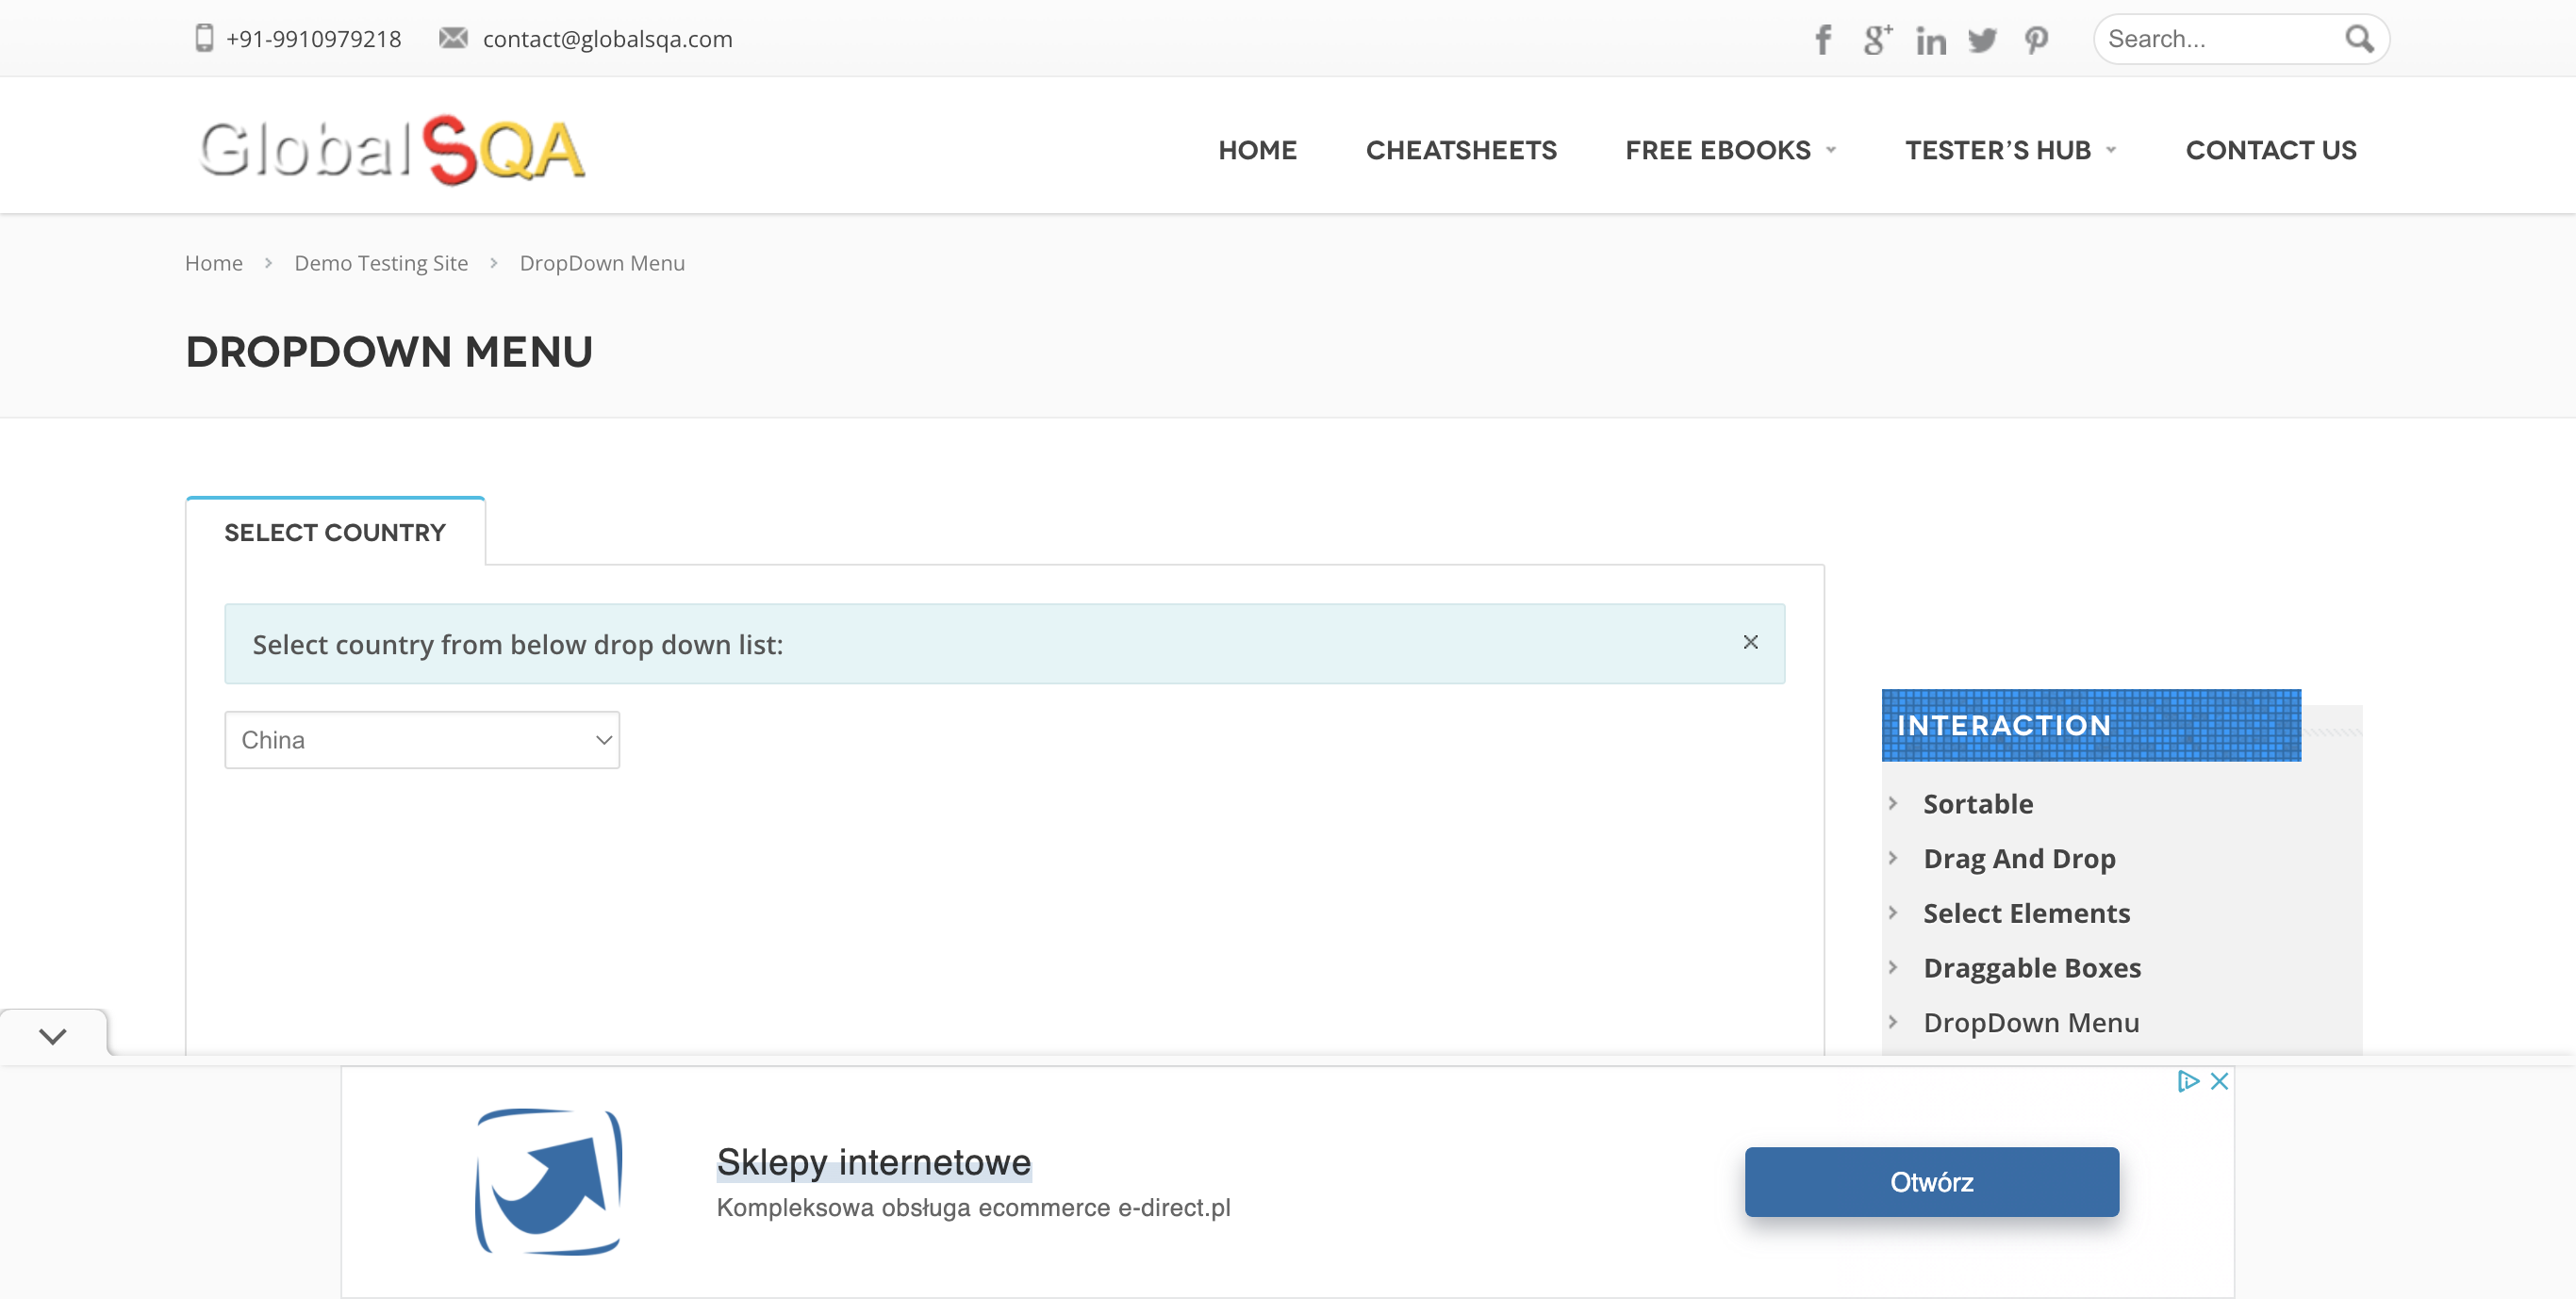 +91-9910979218
contact@globalsqa.com
Search...
GlobalSQA
HOME
CHEATSHEETS
FREE EBOOKS
TESTER’S HUB
CONTACT US
Home
Demo Testing Site
DropDown Menu
DROPDOWN MENU
SELECT COUNTRY
Select country from below drop down list:
China
INTERACTION
Sortable
Drag And Drop
Select Elements
Draggable Boxes
DropDown Menu
Sklepy internetowe
Kompleksowa obsługa ecommerce e-direct.pl
Otwórz